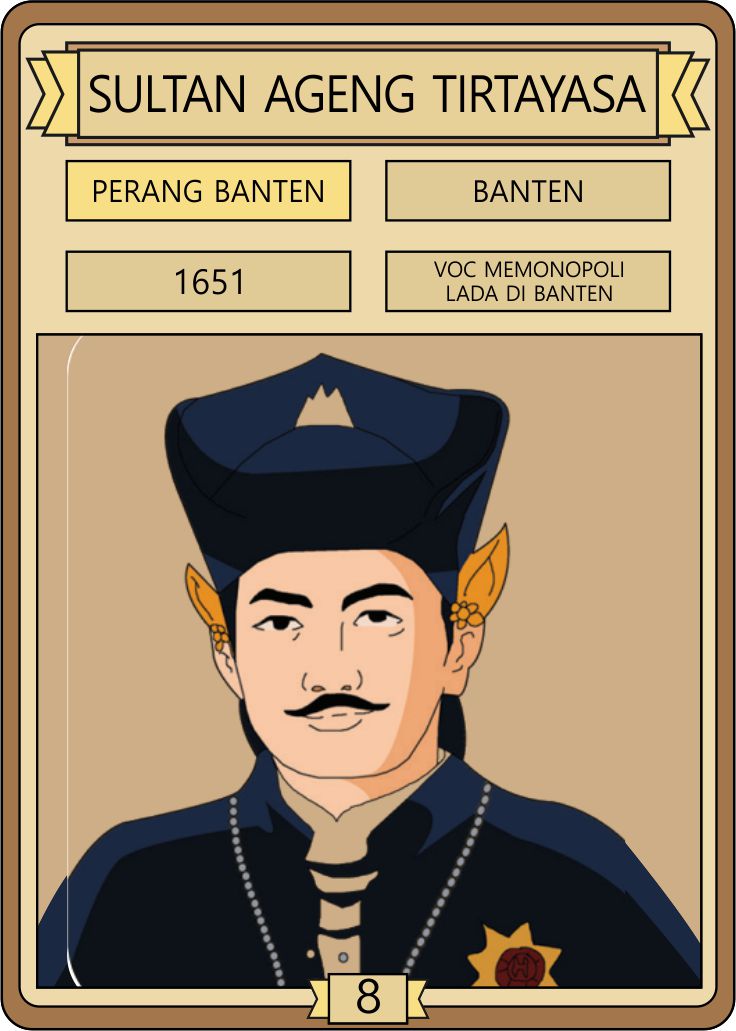 SULTAN AGENG TIRTAYASA
PERANG BANTEN
BANTEN
1651
VOC MEMONOPOLI
LADA DI BANTEN
8